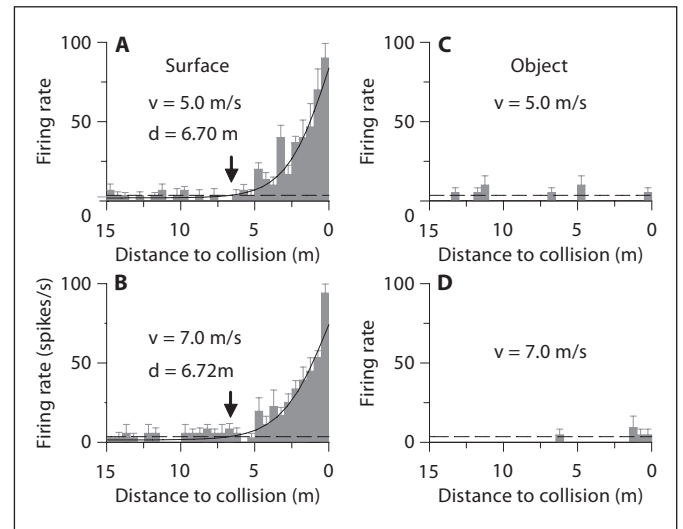 A
Surface
v = 5.0 m/s
d = 6.70 m
Firing rate
100
50
0
15
10
5
0
Distance to collision (m)
C
Object
v = 5.0 m/s
Firing rate
100
50
0
15
10
5
0
Distance to collision (m)
B
v = 7.0 m/s
d = 6.72m
Firing rate (spikes/s)
100
50
0
15
10
5
0
Distance to collision (m)
D
v = 7.0 m/s
Firing rate
100
50
0
15
10
5
0
Distance to collision (m)